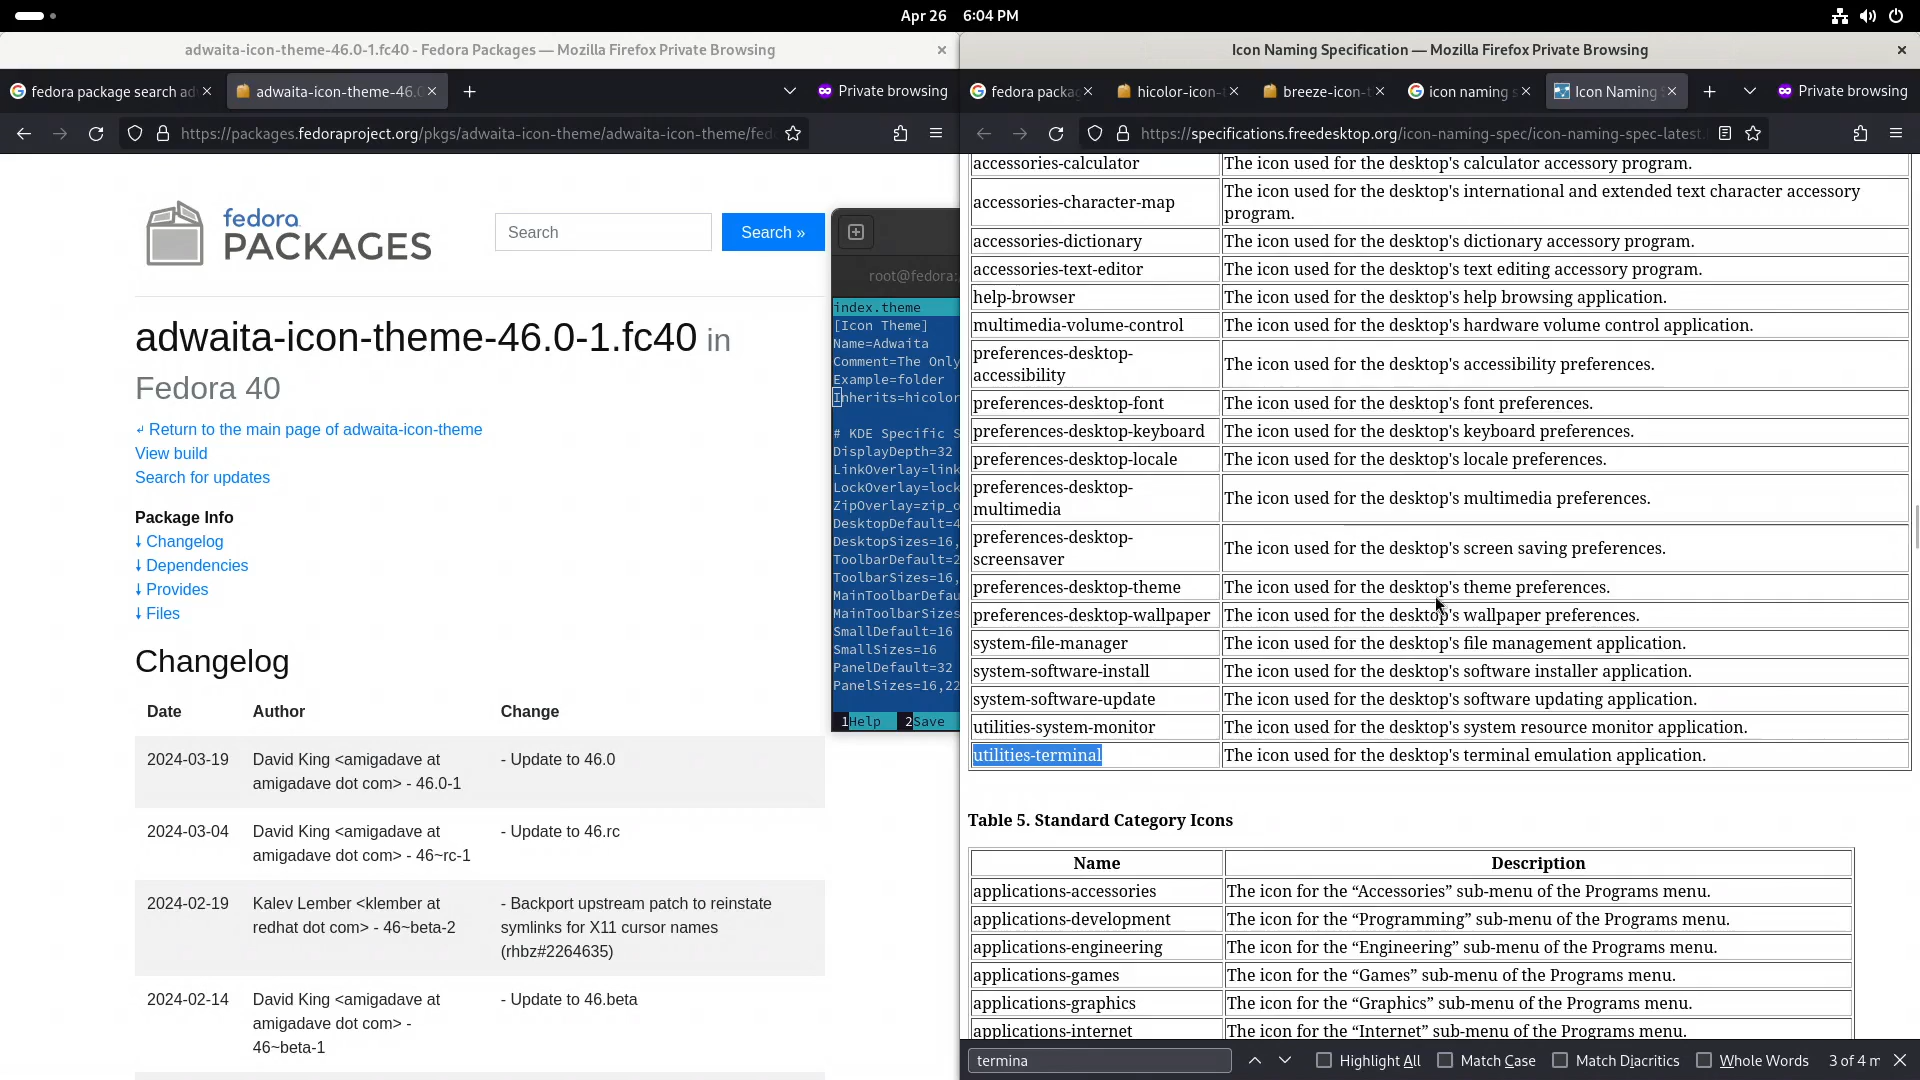 Apr 26 6:04 PM
adwaita-icon-theme-46.0-1.fc40 - Fedora Packages — Mozilla Firefox Private Browsing
fedora package search ad
adwaita-icon-theme-46.0
Private browsing
https://packages.fedoraproject.org/pkgs/adwaita-icon-theme/adwaita-icon-theme/fed
fedora
PACKAGES
Search
Search »
adwaita-icon-theme-46.0-1.fc40 in
Fedora 40
⤶ Return to the main page of adwaita-icon-theme
View build
Search for updates
Package Info
↓ Changelog
↓ Dependencies
↓ Provides
↓ Files
Changelog
Date Author Change
2024-03-19 David King <amigadave at - Update to 46.0
amigadave dot com> - 46.0-1
2024-03-04 David King <amigadave at - Update to 46.rc
amigadave dot com> - 46~rc-1
2024-02-19 Kalev Lember <klember at - Backport upstream patch to reinstate
redhat dot com> - 46~beta-2 symlinks for X11 cursor names
(rhbz#2264635)
2024-02-14 David King <amigadave at - Update to 46.beta
amigadave dot com> -
46~beta-1
root@fedora:
index.theme
[Icon Theme]
Name=Adwaita
Comment=The Only
Example=folder
Inherits=hicolor
# KDE Specific S
DisplayDepth=32
LinkOverlay=link
LockOverlay=lock
ZipOverlay=zip_o
DesktopDefault=4
DesktopSizes=16,
ToolbarDefault=2
ToolbarSizes=16,
MainToolbarDefau
MainToolbarSizes
SmallDefault=16
SmallSizes=16
PanelDefault=32
PanelSizes=16,22
1Help 2Save
Icon Naming Specification — Mozilla Firefox Private Browsing
fedora packag
hicolor-icon-t
breeze-icon-t
icon naming s
Icon Naming S
Private browsing
https://specifications.freedesktop.org/icon-naming-spec/icon-naming-spec-latest.
accessories-calculator The icon used for the desktop's calculator accessory program.
accessories-character-map The icon used for the desktop's international and extended text character accessory
program.
accessories-dictionary The icon used for the desktop's dictionary accessory program.
accessories-text-editor The icon used for the desktop's text editing accessory program.
help-browser The icon used for the desktop's help browsing application.
multimedia-volume-control The icon used for the desktop's hardware volume control application.
preferences-desktop-
accessibility The icon used for the desktop's accessibility preferences.
preferences-desktop-font The icon used for the desktop's font preferences.
preferences-desktop-keyboard The icon used for the desktop's keyboard preferences.
preferences-desktop-locale The icon used for the desktop's locale preferences.
preferences-desktop-
multimedia The icon used for the desktop's multimedia preferences.
preferences-desktop-
screensaver The icon used for the desktop's screen saving preferences.
preferences-desktop-theme The icon used for the desktop's theme preferences.
preferences-desktop-wallpaper The icon used for the desktop's wallpaper preferences.
system-file-manager The icon used for the desktop's file management application.
system-software-install The icon used for the desktop's software installer application.
system-software-update The icon used for the desktop's software updating application.
utilities-system-monitor The icon used for the desktop's system resource monitor application.
utilities-terminal The icon used for the desktop's terminal emulation application.
Table 5. Standard Category Icons
Name Description
applications-accessories The icon for the “Accessories” sub-menu of the Programs menu.
applications-development The icon for the “Programming” sub-menu of the Programs menu.
applications-engineering The icon for the “Engineering” sub-menu of the Programs menu.
applications-games The icon for the “Games” sub-menu of the Programs menu.
applications-graphics The icon for the “Graphics” sub-menu of the Programs menu.
applications-internet The icon for the “Internet” sub-menu of the Programs menu.
termina Highlight All Match Case Match Diacritics Whole Words 3 of 4 m